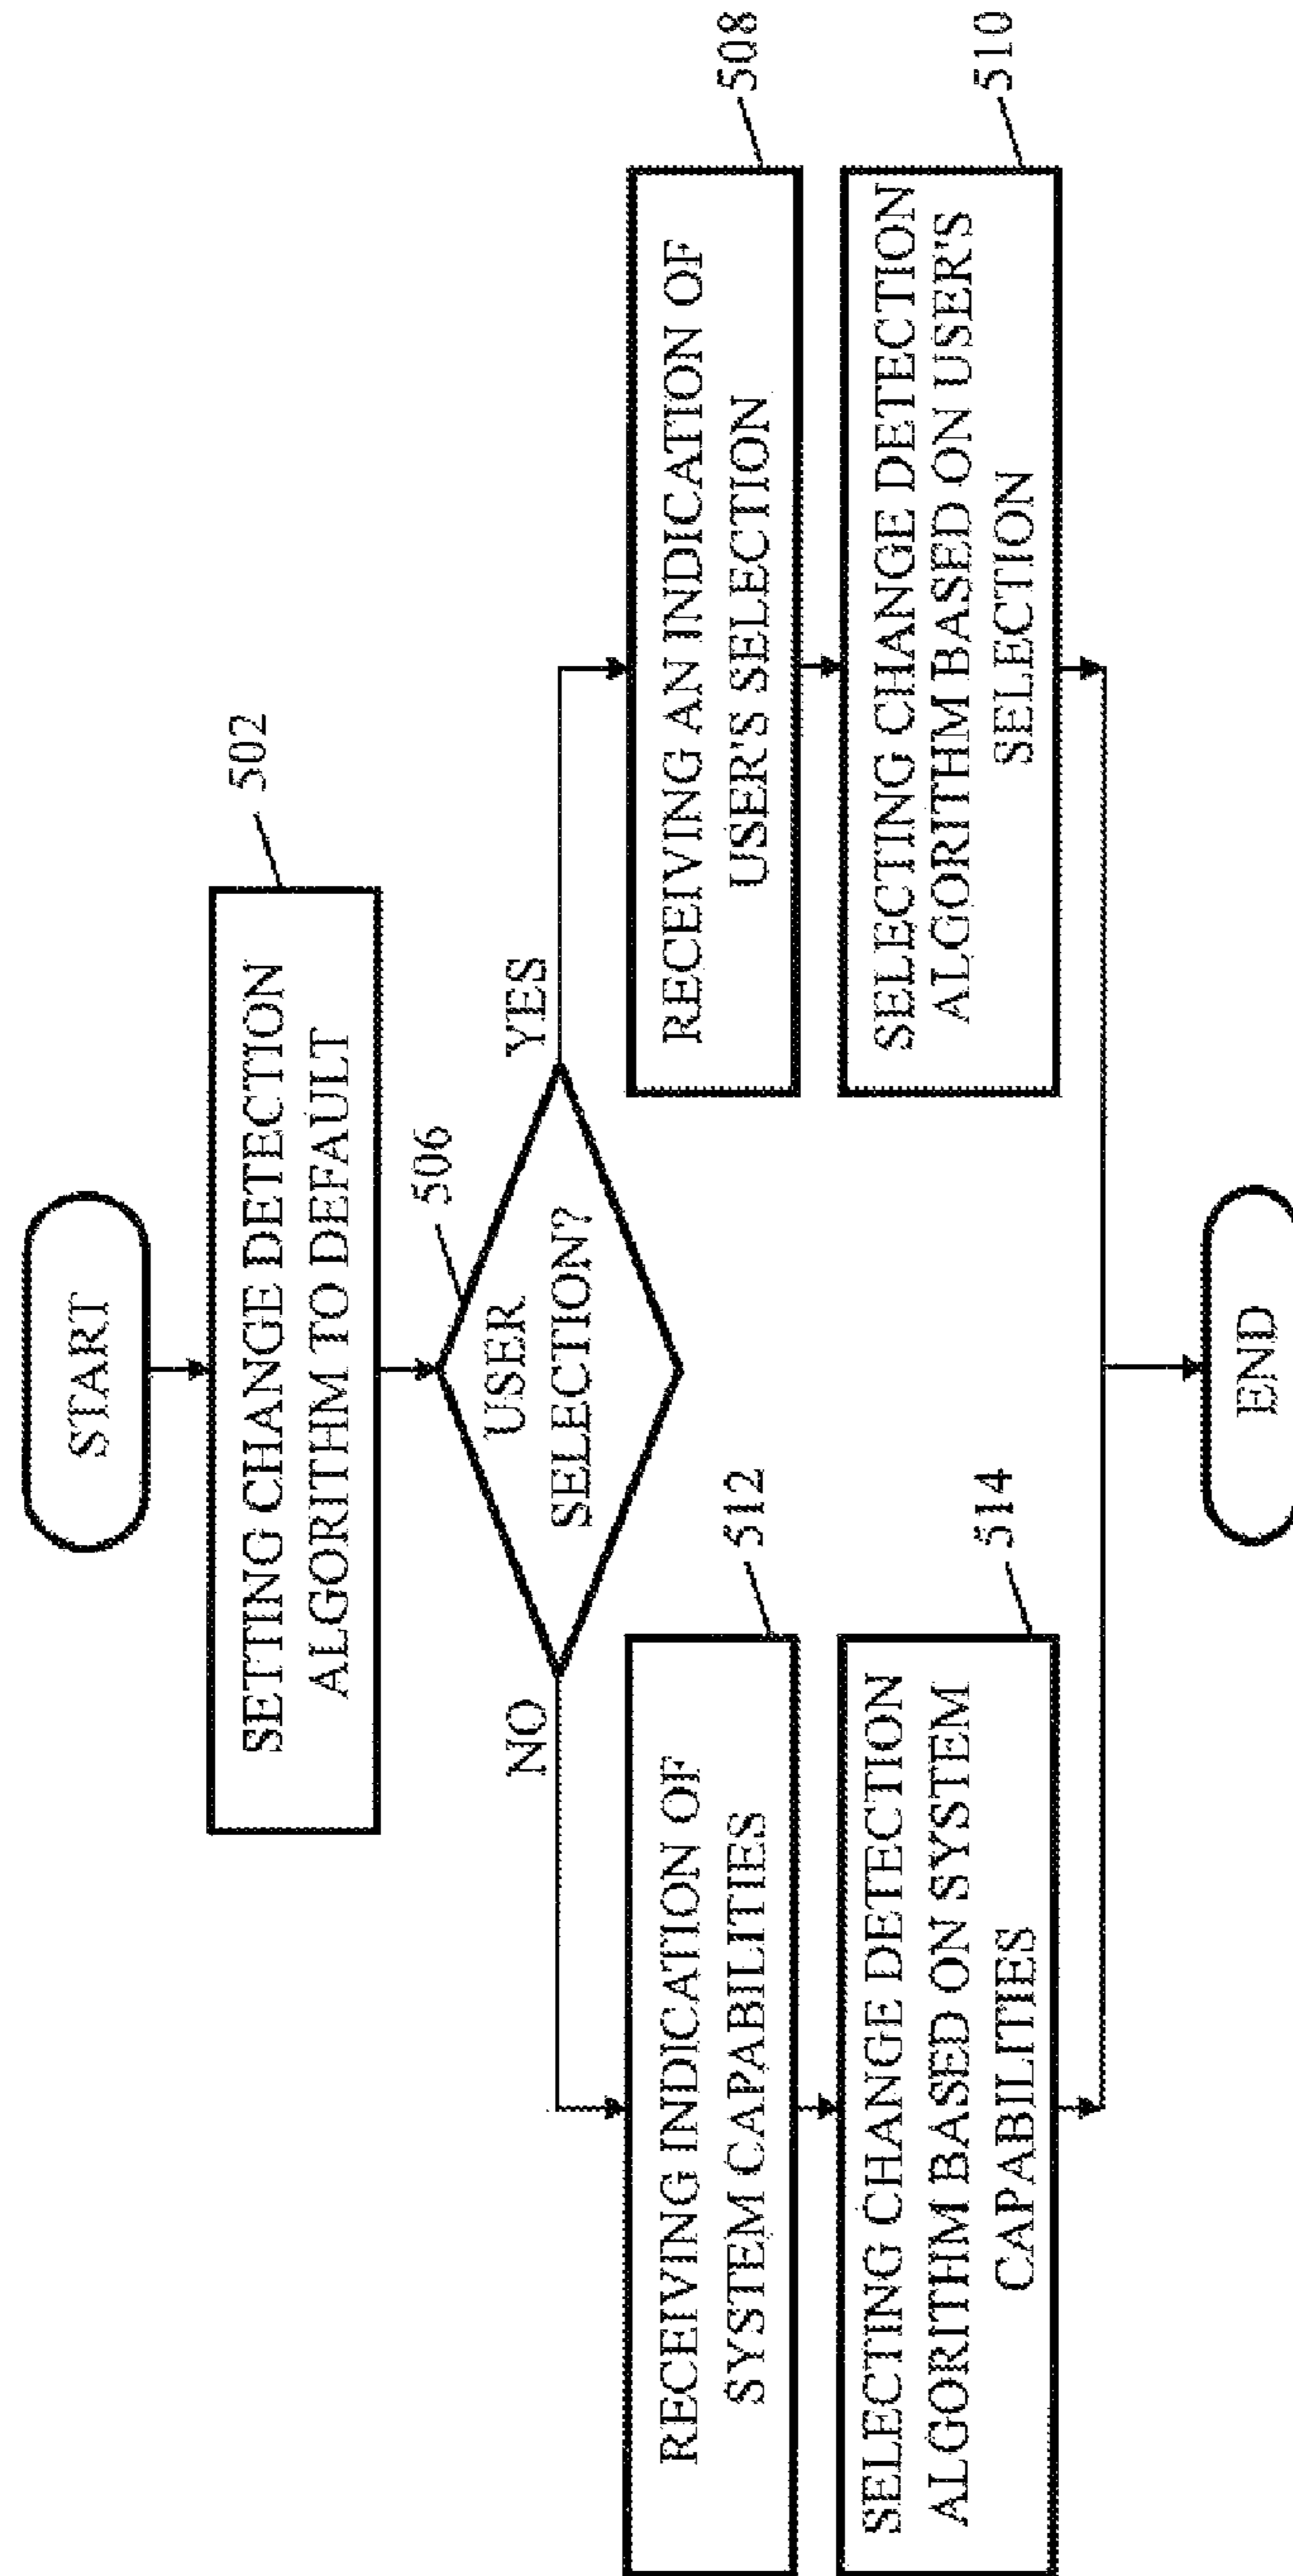 START
SETTING CHANGE DETECTION
ALGORITHM TO DEFAULT
502
USER
SELECTION?
506
NO
YES
RECEIVING INDICATION OF
SYSTEM CAPABILITIES
512
SELECTING CHANGE DETECTION
ALGORITHM BASED ON SYSTEM
CAPABILITIES
514
RECEIVING AN INDICATION OF
USER'S SELECTION
508
SELECTING CHANGE DETECTION
ALGORITHM BASED ON USER'S
SELECTION
510
END